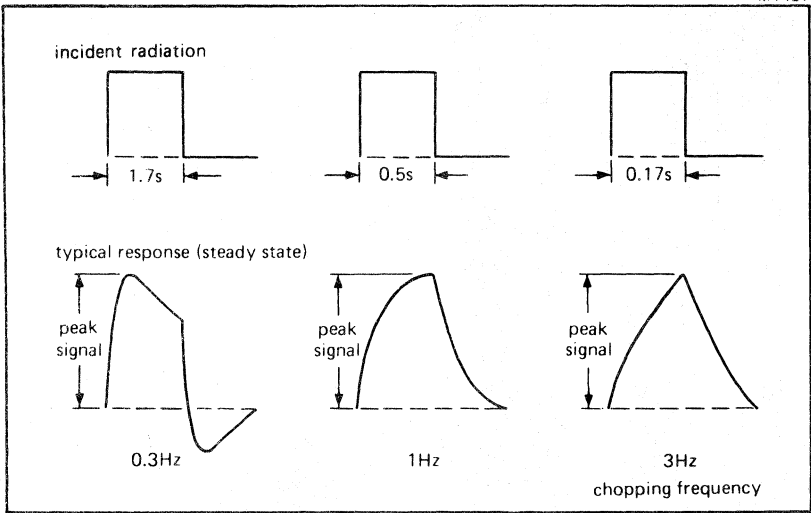 incident radiation
1.7s
0.5s
0.17s
typical response (steady state)
peak
signal
peak
signal
peak
signal
0.3Hz
1Hz
3Hz
chopping frequency